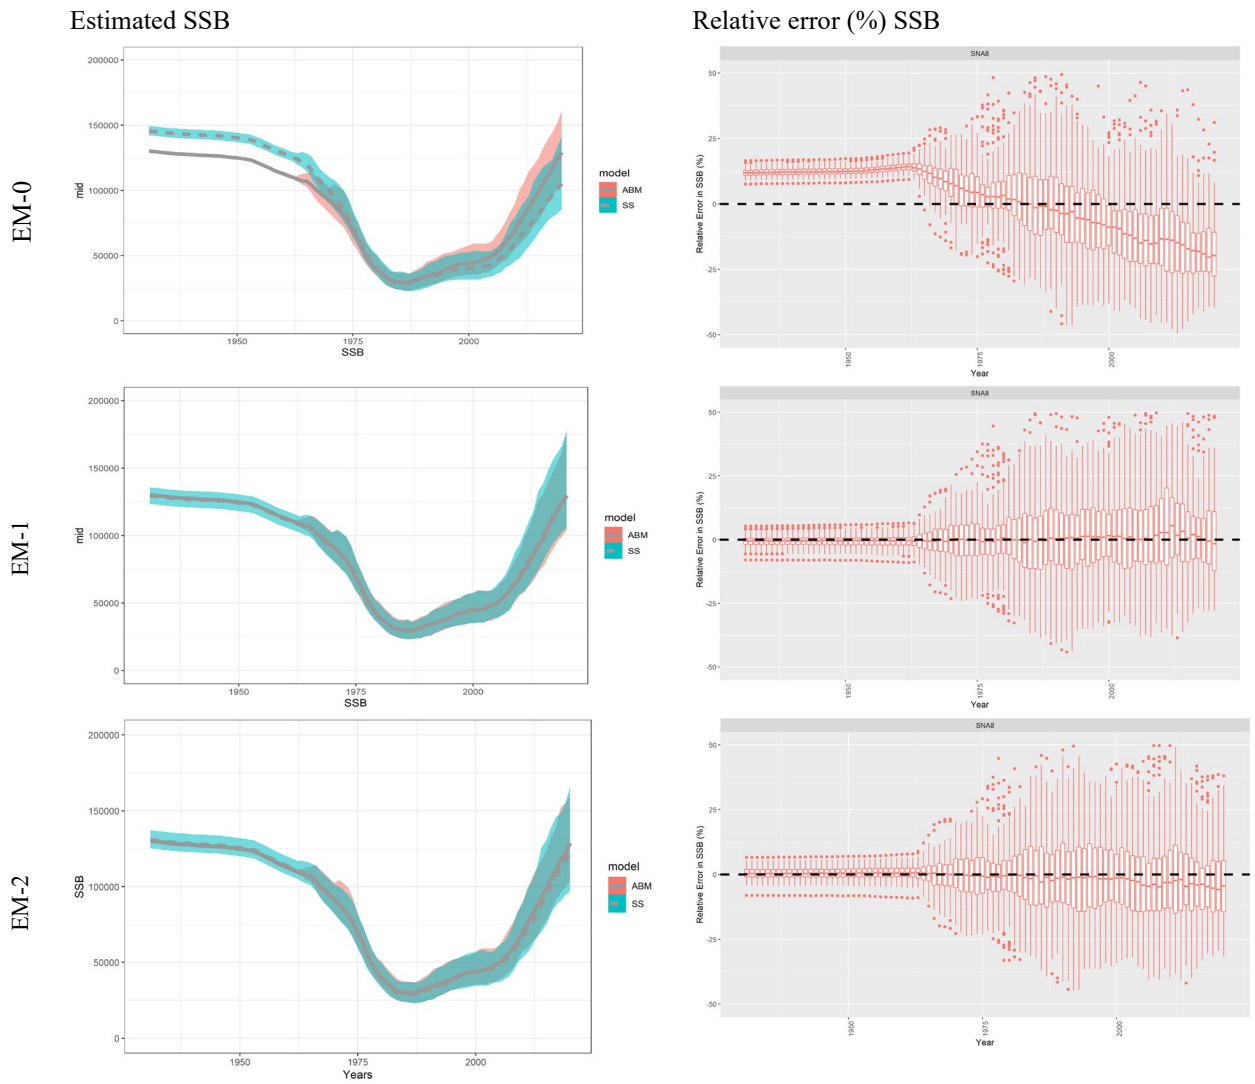 Estimated SSB
Relative error (%) SSB
EM-0
mid
200000
150000
100000
50000
0
1950
1975
2000
SSB
model
ABM
SS
SNA8
Relative Error in SSB (%)
50
25
0
-25
-50
1950
1975
2000
Year
EM-1
mid
200000
150000
100000
50000
0
1950
1975
2000
SSB
model
ABM
SS
SNA8
Relative Error in SSB (%)
50
25
0
-25
-50
1950
1975
2000
Year
EM-2
SSB
200000
150000
100000
50000
0
1950
1975
2000
Years
model
ABM
SS
SNA8
Relative Error in SSB (%)
50
25
0
-25
-50
1950
1975
2000
Year